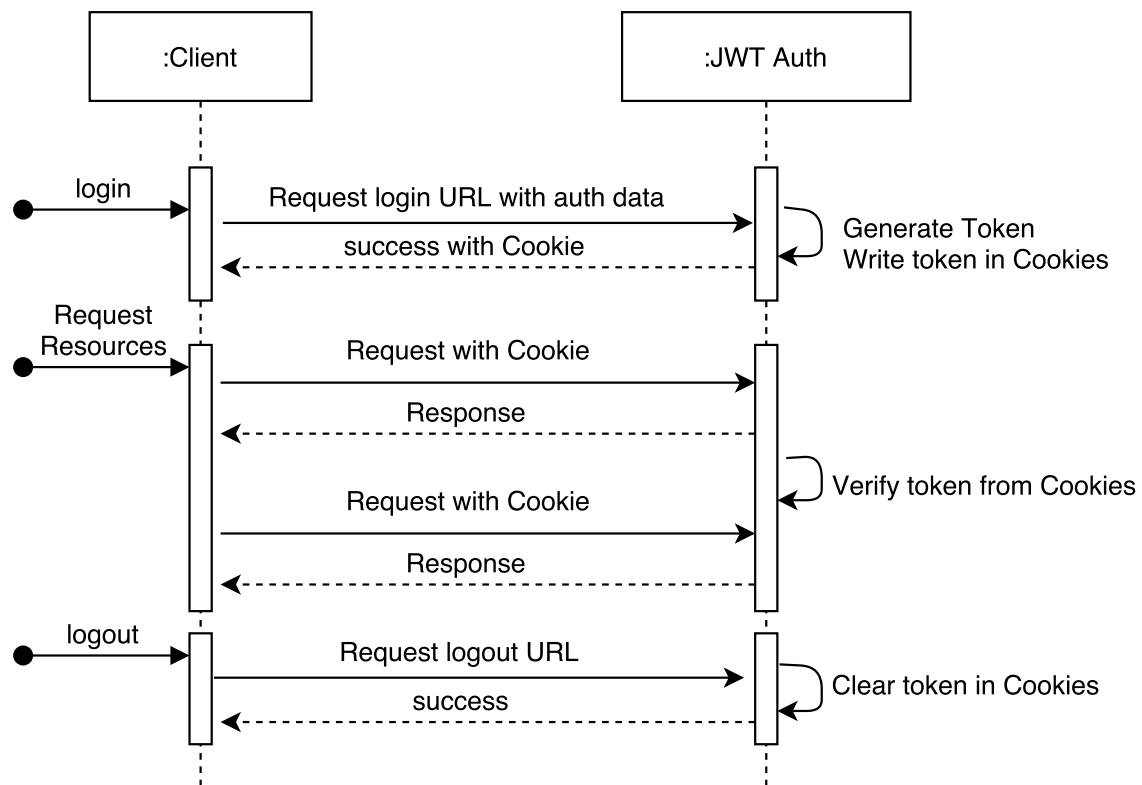 :Client
:JWT Auth
login
Request login URL with auth data
success with Cookie
Generate Token
Write token in Cookies
Request
Resources
Request with Cookie
Response
Verify token from Cookies
Request with Cookie
Response
logout
Request logout URL
success
Clear token in Cookies